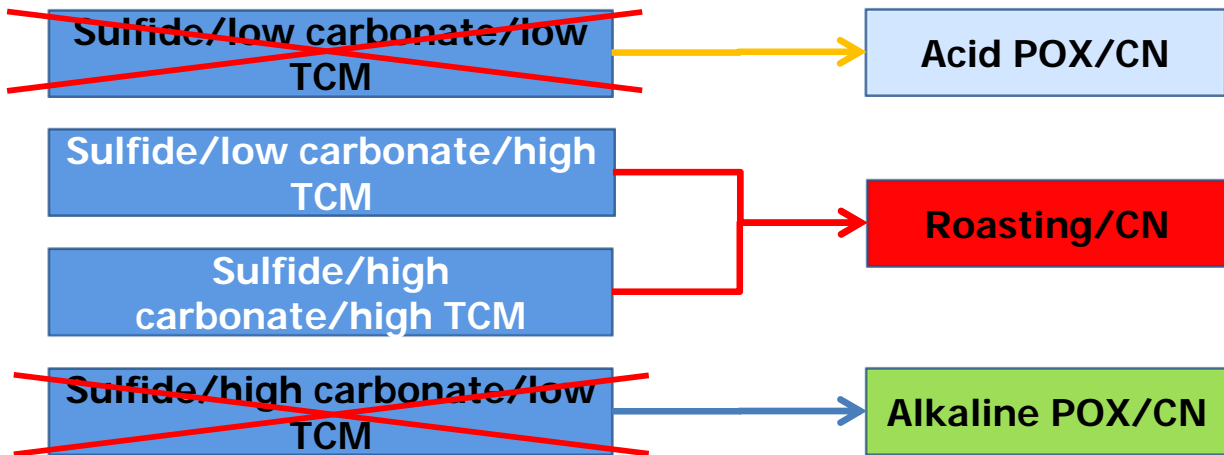 Sulfide/low carbonate/low
TCM
Acid POX/CN
Sulfide/low carbonate/high
TCM
Roasting/CN
Sulfide/high
carbonate/high TCM
Sulfide/high carbonate/low
TCM
Alkaline POX/CN